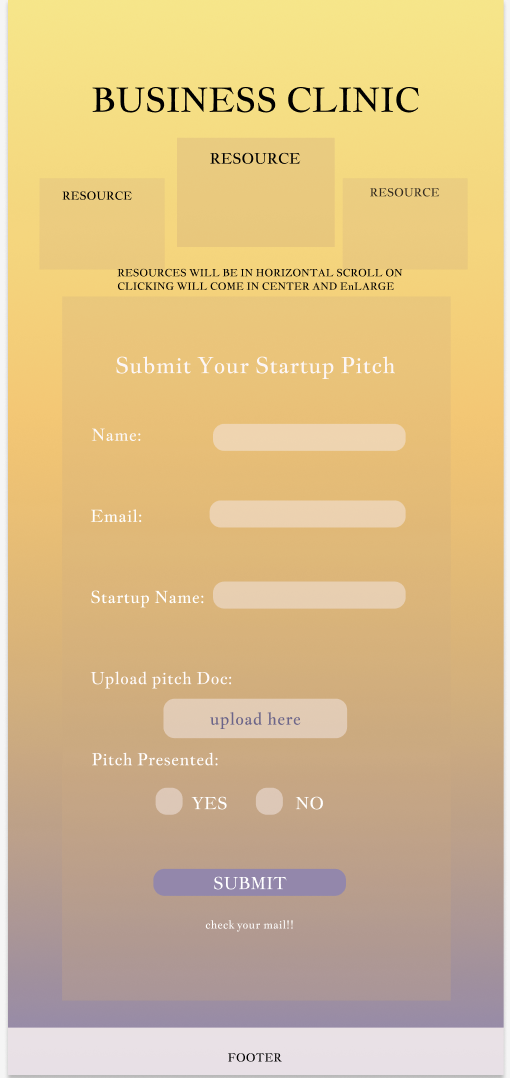 BUSINESS CLINIC
RESOURCE
RESOURCE
RESOURCE
RESOURCES WILL BE IN HORIZONTAL SCROLL ON
CLICKING WILL COME IN CENTER AND EnLARGE
Submit Your Startup Pitch
Name:
Email:
Startup Name:
Upload pitch Doc:
upload here
Pitch Presented:
YES NO
SUBMIT
check your mail!!
FOOTER